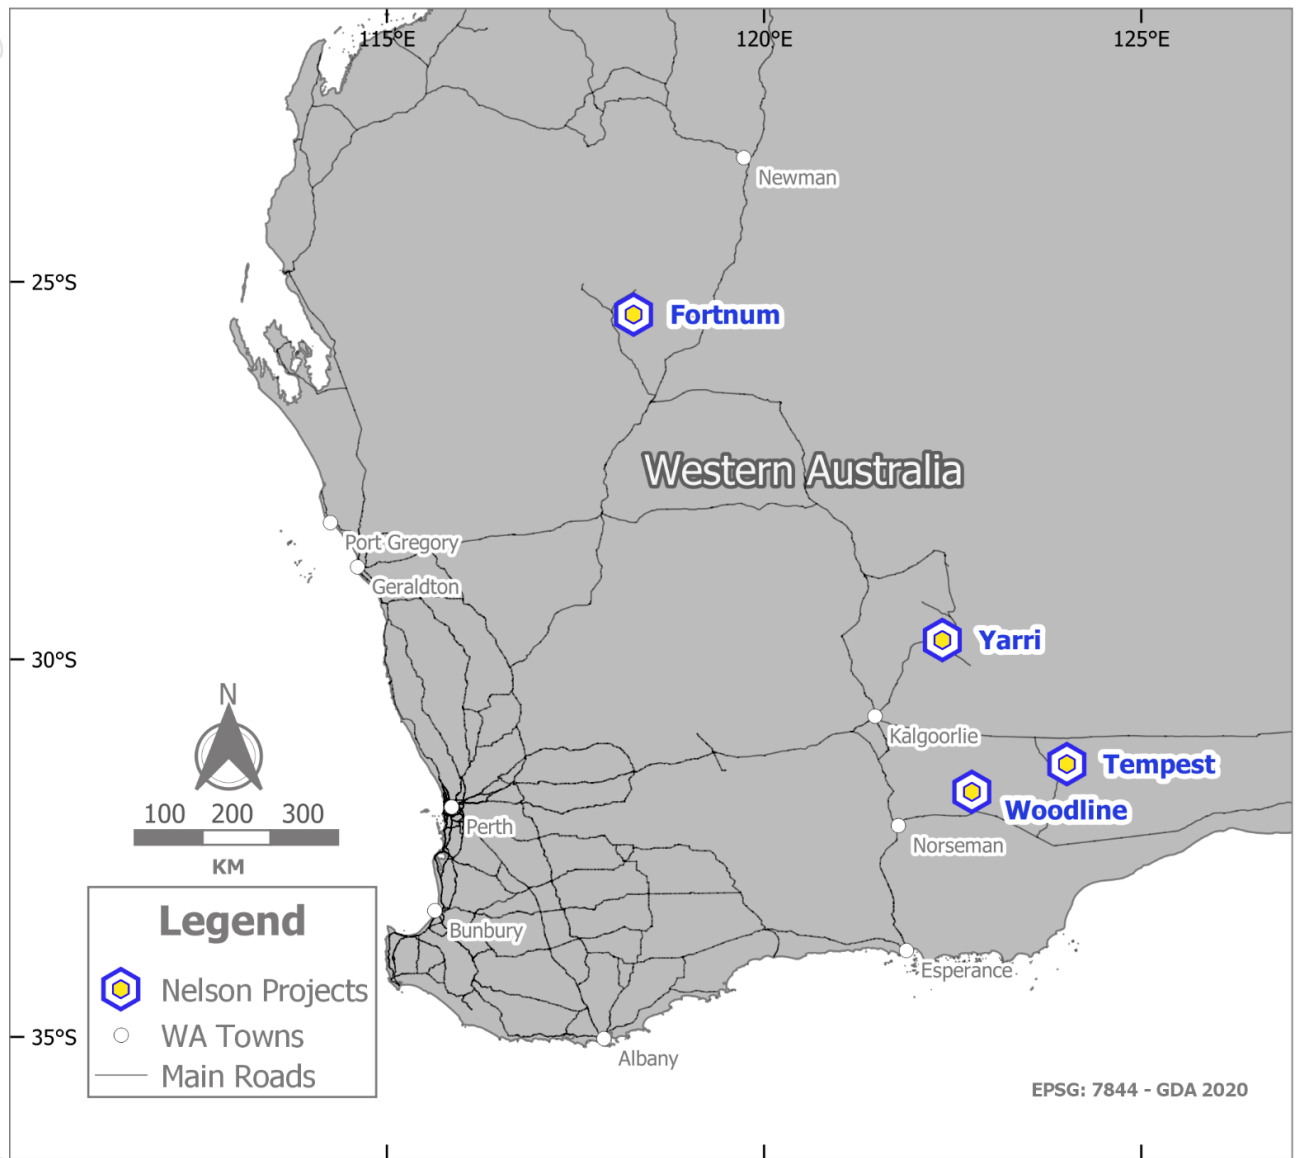 115°E 120°E 125°E
Newman
25°S
Fortnum
Western Australia
Port Gregory
Geraldton
30°S
Yarri
N
Kalgoorlie
Tempest
Woodline
100 200 300
KM
Perth
Norseman
Legend
Bunbury
Esperance
Nelson Projects
WA Towns
35°S
Albany
Main Roads
EPSG: 7844 - GDA 2020